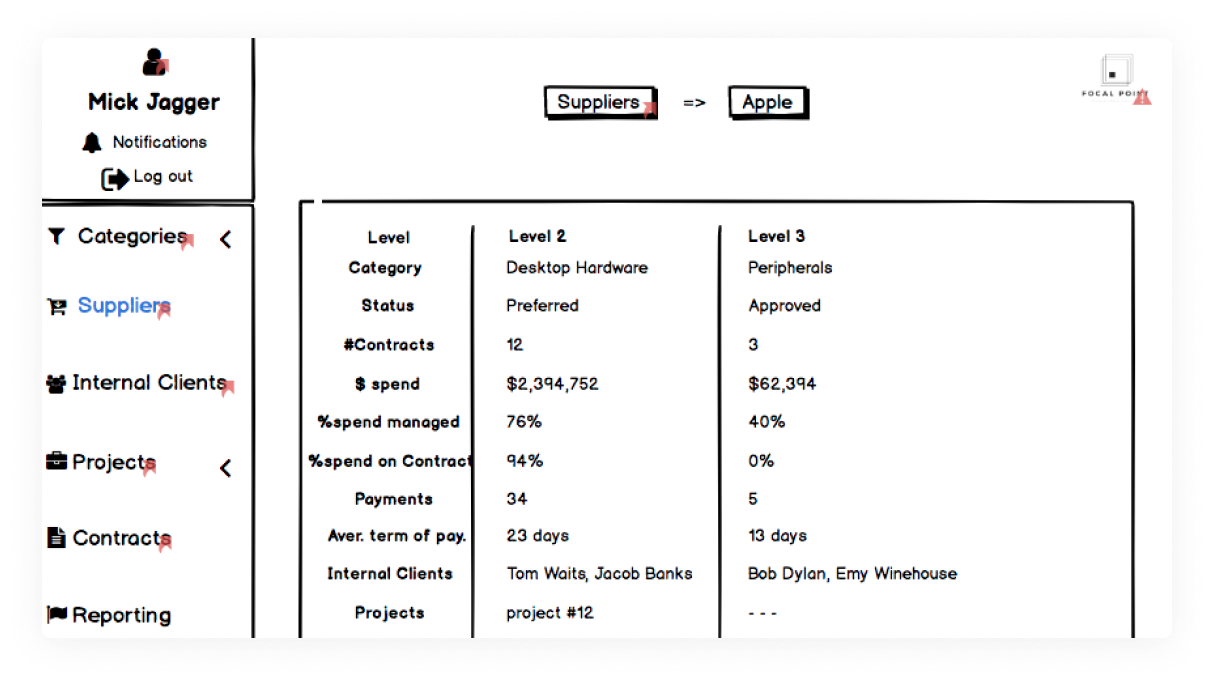 Mick Jagger
Notifications
Log out
Categories
Suppliers
Internal Clients
Projects
Contracts
Reporting
Suppliers => Apple
FOCAL POINT
Level Level 2 Level 3
Category Desktop Hardware Peripherals
Status Preferred Approved
#Contracts 12 3
$ spend $2,394,752 $62,394
%spend managed 76% 40%
%spend on Contract 94% 0%
Payments 34 5
Aver. term of pay. 23 days 13 days
Internal Clients Tom Waits, Jacob Banks Bob Dylan, Emy Winehouse
Projects project #12 - - -